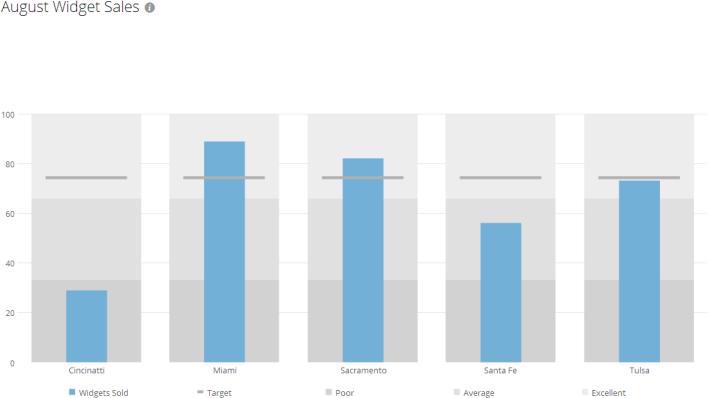 August Widget Sales
100
80
60
40
20
0
Cincinatti Miami Sacramento Santa Fe Tulsa
Widgets Sold Target Poor Average Excellent